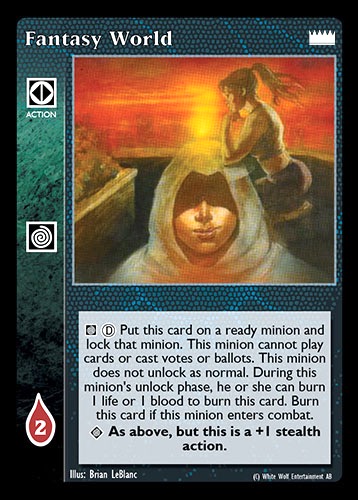 Fantasy World
ACTION
D Put this card on a ready minion and
lock that minion. This minion cannot play
cards or cast votes or ballots. This minion
does not unlock as normal. During this
minion's unlock phase, he or she can burn
1 life or 1 blood to burn this card. Burn
this card if this minion enters combat.
As above, but this is a +1 stealth
action.
2
Illus: Brian LeBlanc (C) White Wolf Entertainment AB